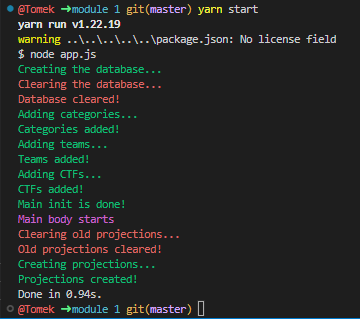 @Tomek ➜module 1 git(master) yarn start
yarn run v1.22.19
warning ..\..\..\..\..\package.json: No license field
$ node app.js
Creating the database...
Clearing the database...
Database cleared!
Adding categories...
Categories added!
Adding teams...
Teams added!
Adding CTFs...
CTFs added!
Main init is done!
Main body starts
Clearing old projections...
Old projections cleared!
Creating projections...
Projections created!
Done in 0.94s.
@Tomek ➜module 1 git(master)